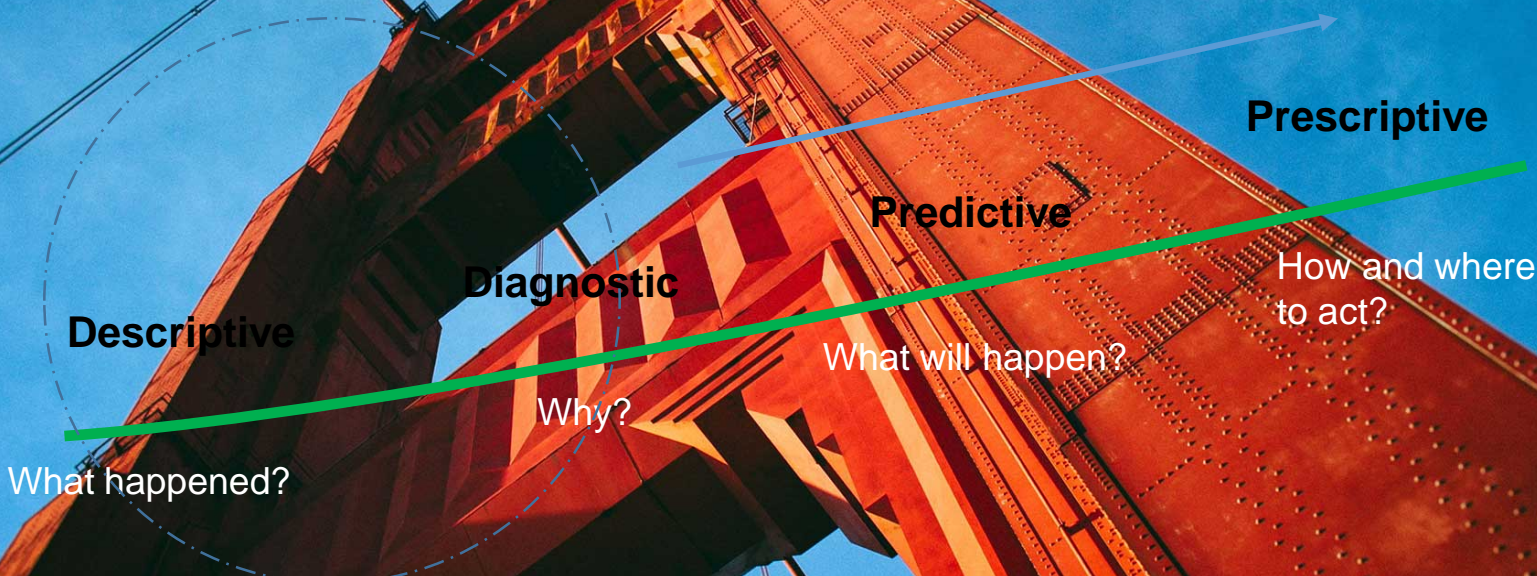 Descriptive
What happened?
Diagnostic
Why?
Predictive
What will happen?
Prescriptive
How and where
to act?